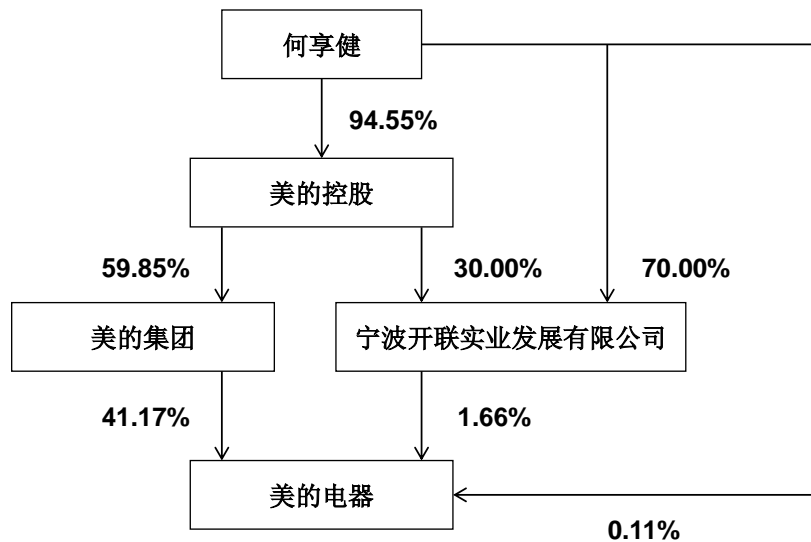 何享健
94.55%
美的控股
59.85%
30.00%
70.00%
美的集团
宁波开联实业发展有限公司
41.17%
1.66%
美的电器
0.11%